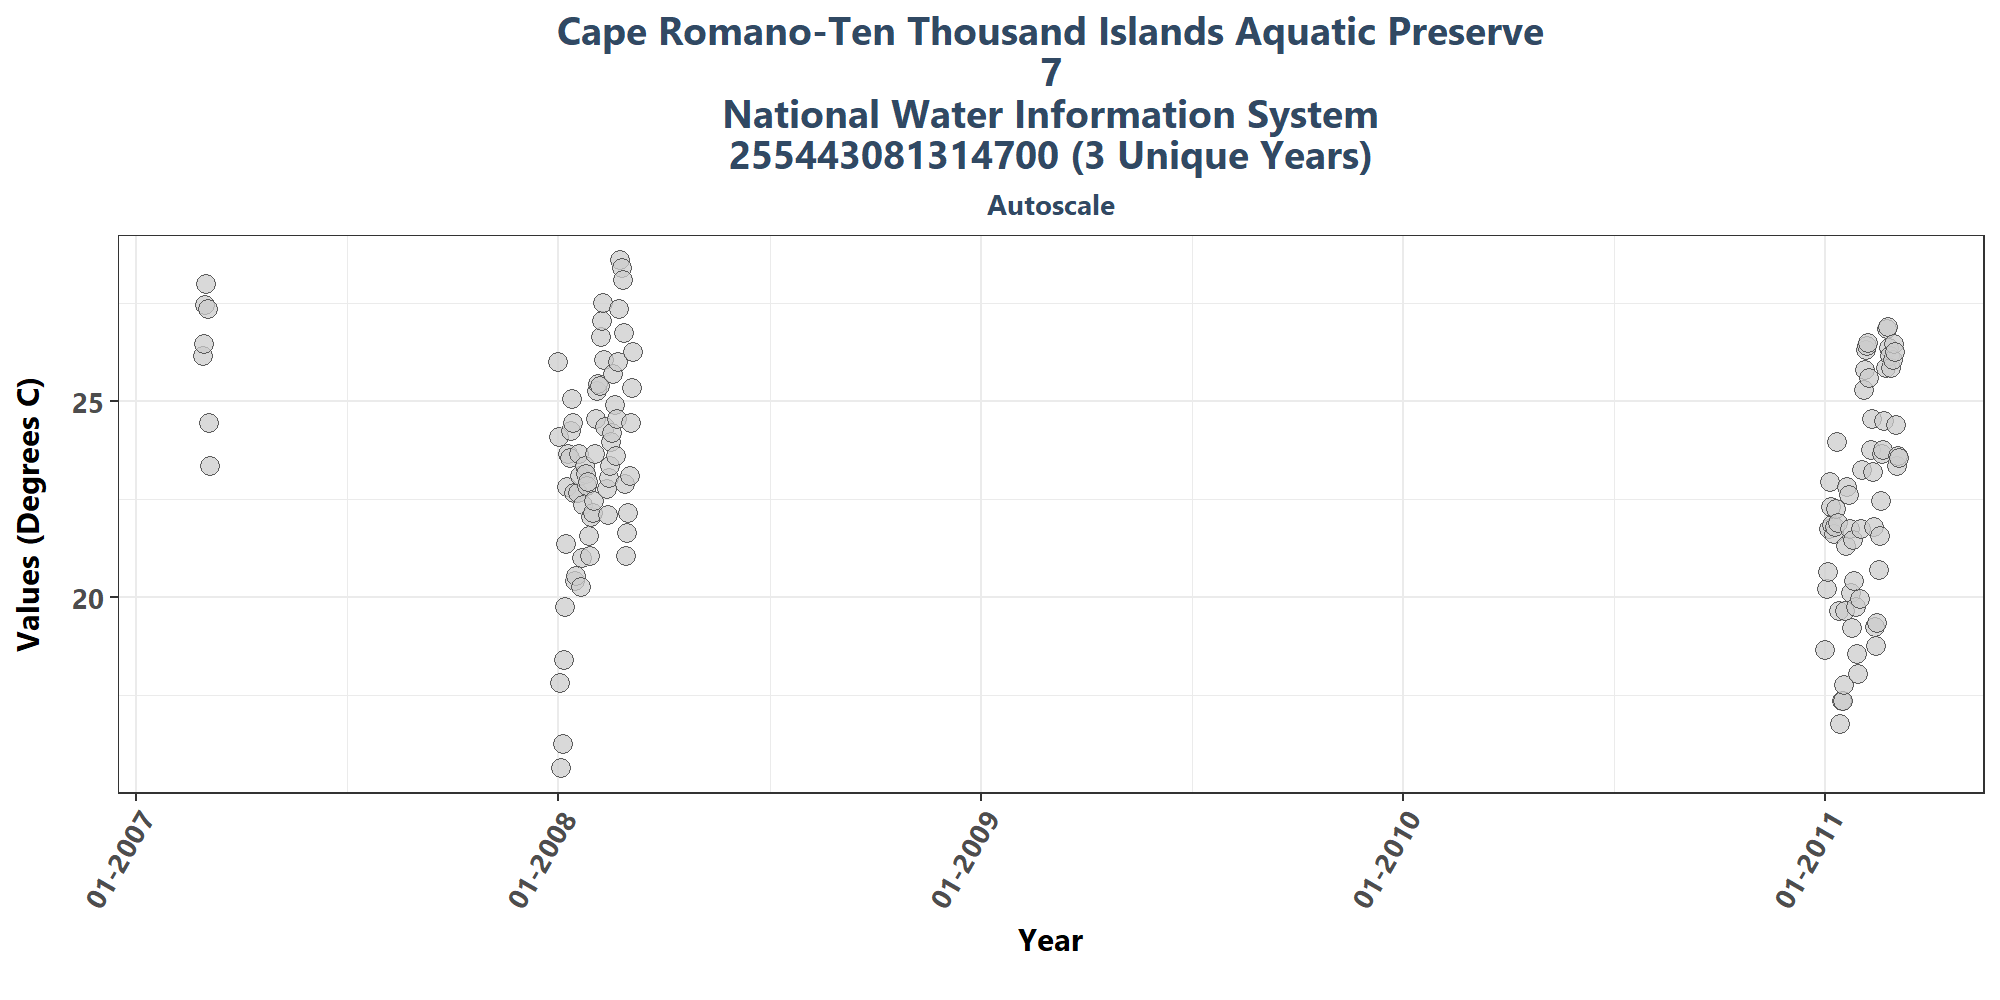 Cape Romano-Ten Thousand Islands Aquatic Preserve
7
National Water Information System
255443081314700 (3 Unique Years)
Autoscale
Values (Degrees C)
25
20
01-2007
01-2008
01-2009
01-2010
01-2011
Year